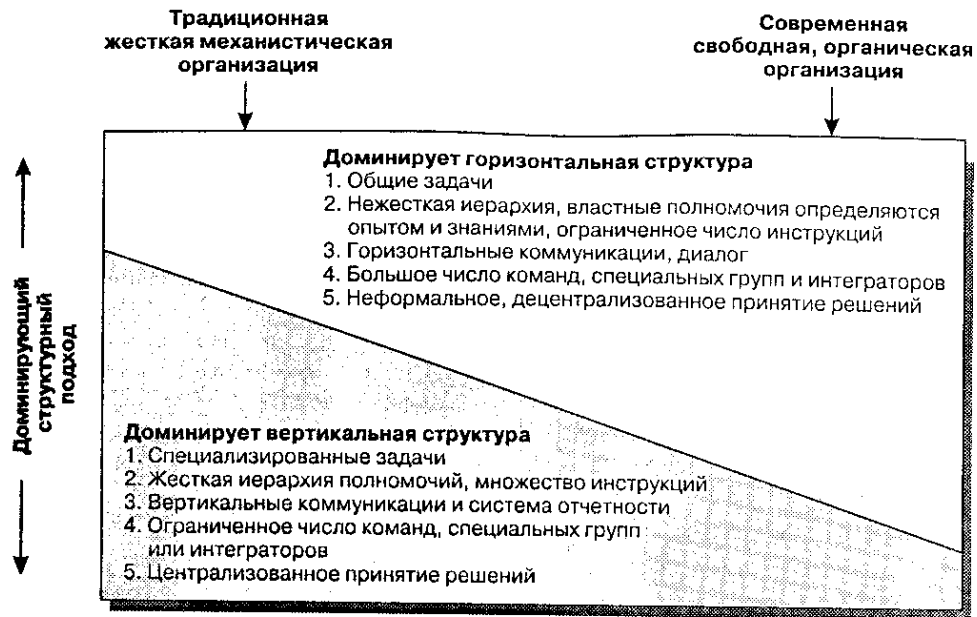 Традиционная
жесткая механистическая
организация
Современная
свободная, органическая
организация
Доминирующий
структурный
подход
Доминирует горизонтальная структура
1. Общие задачи
2. Нежесткая иерархия, властные полномочия определяются
опытом и знаниями, ограниченное число инструкций
3. Горизонтальные коммуникации, диалог
4. Большое число команд, специальных групп и интеграторов
5. Неформальное, децентрализованное принятие решений
Доминирует вертикальная структура
1. Специализированные задачи
2. Жесткая иерархия полномочий, множество инструкций
3. Вертикальные коммуникации и система отчетности
4. Ограниченное число команд, специальных групп
или интеграторов
5. Централизованное принятие решений